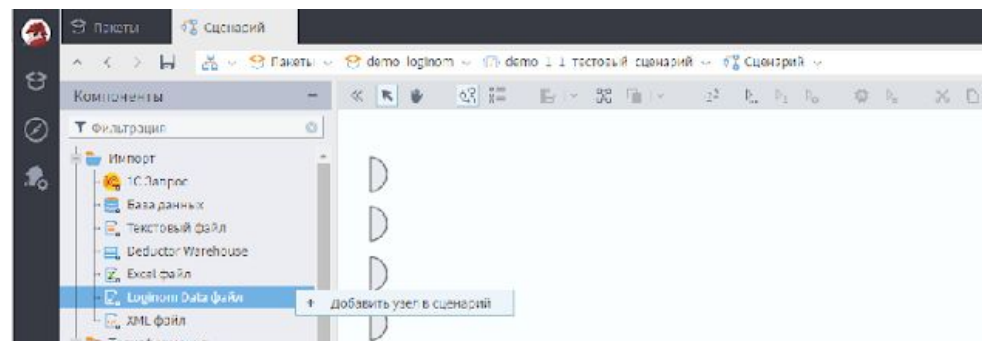 Пакеты
Сценарий
Пакеты
demo loginom
demo 1 1 тестовый сценарий
Сценарий
Компоненты
Фильтрация
Импорт
1С Запрос
База данных
Текстовый файл
Deductor Warehouse
Excel файл
Loginom Data файл
+ Добавить узел в сценарий
XML файл